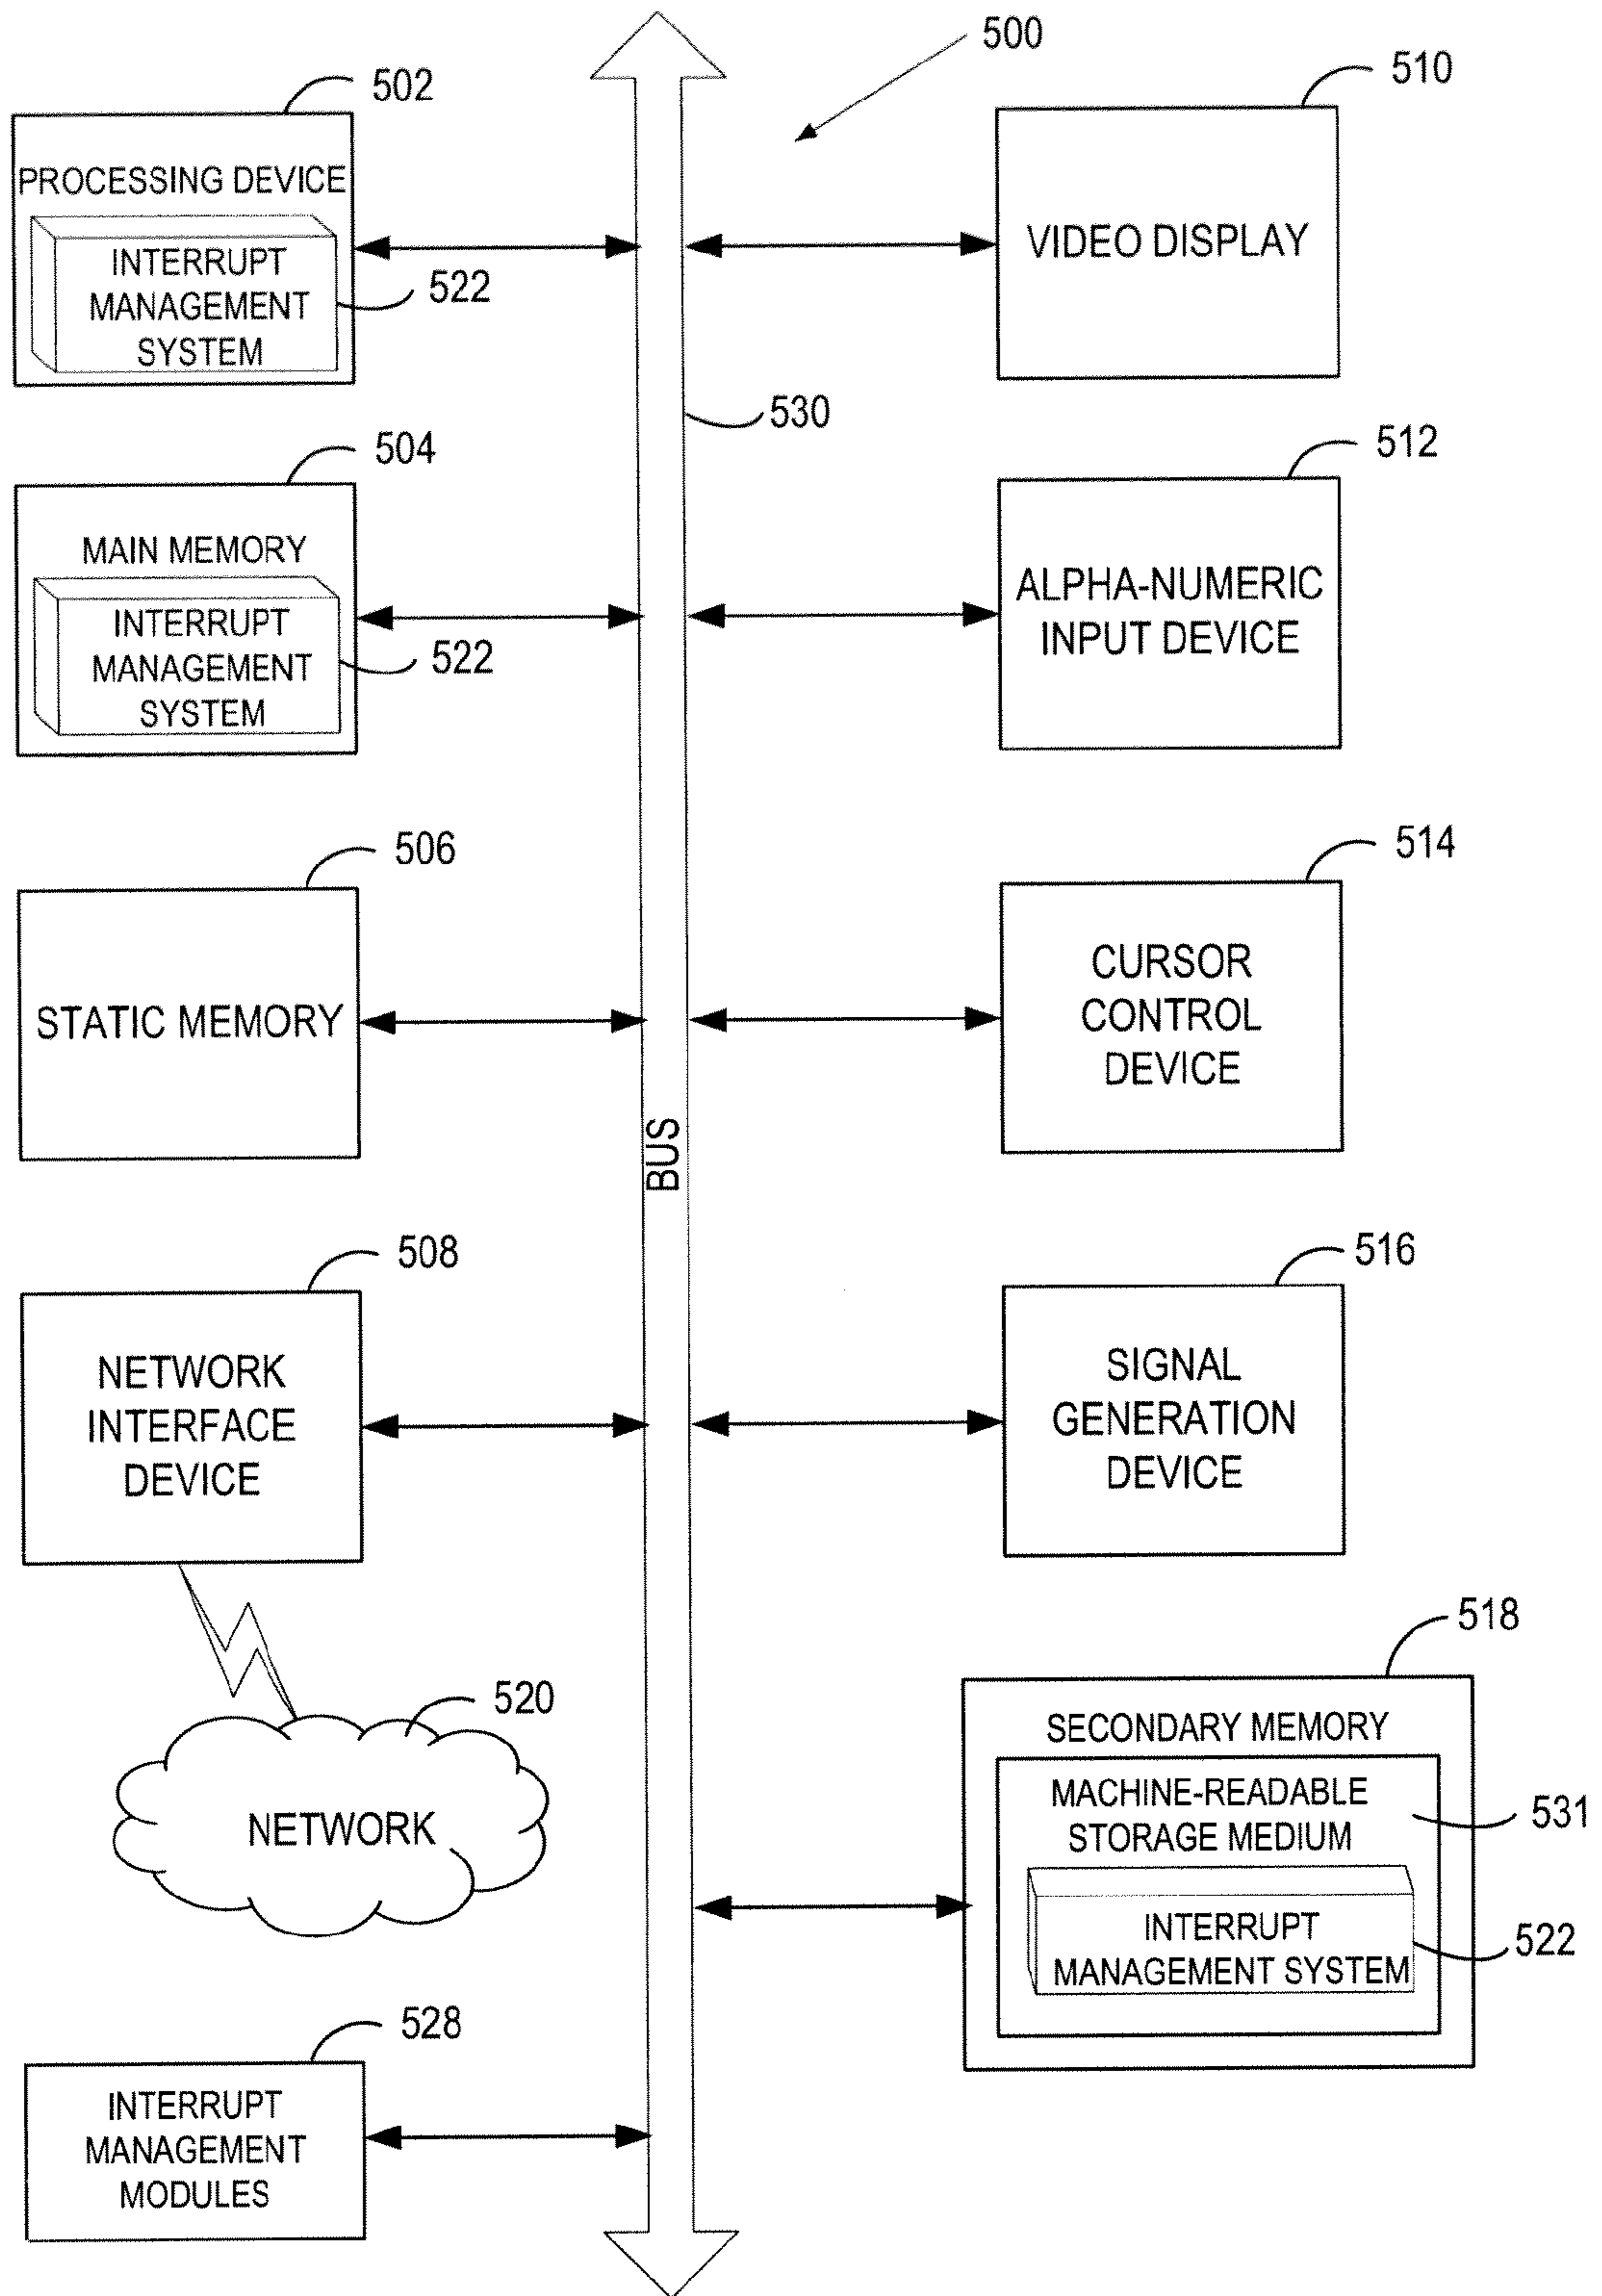 500
502
PROCESSING DEVICE
INTERRUPT
MANAGEMENT
SYSTEM
522
510
VIDEO DISPLAY
530
504
MAIN MEMORY
INTERRUPT
MANAGEMENT
SYSTEM
522
512
ALPHA-NUMERIC
INPUT DEVICE
506
STATIC MEMORY
514
CURSOR
CONTROL
DEVICE
BUS
508
NETWORK
INTERFACE
DEVICE
516
SIGNAL
GENERATION
DEVICE
520
NETWORK
518
SECONDARY MEMORY
MACHINE-READABLE
STORAGE MEDIUM
531
INTERRUPT
MANAGEMENT SYSTEM
522
528
INTERRUPT
MANAGEMENT
MODULES